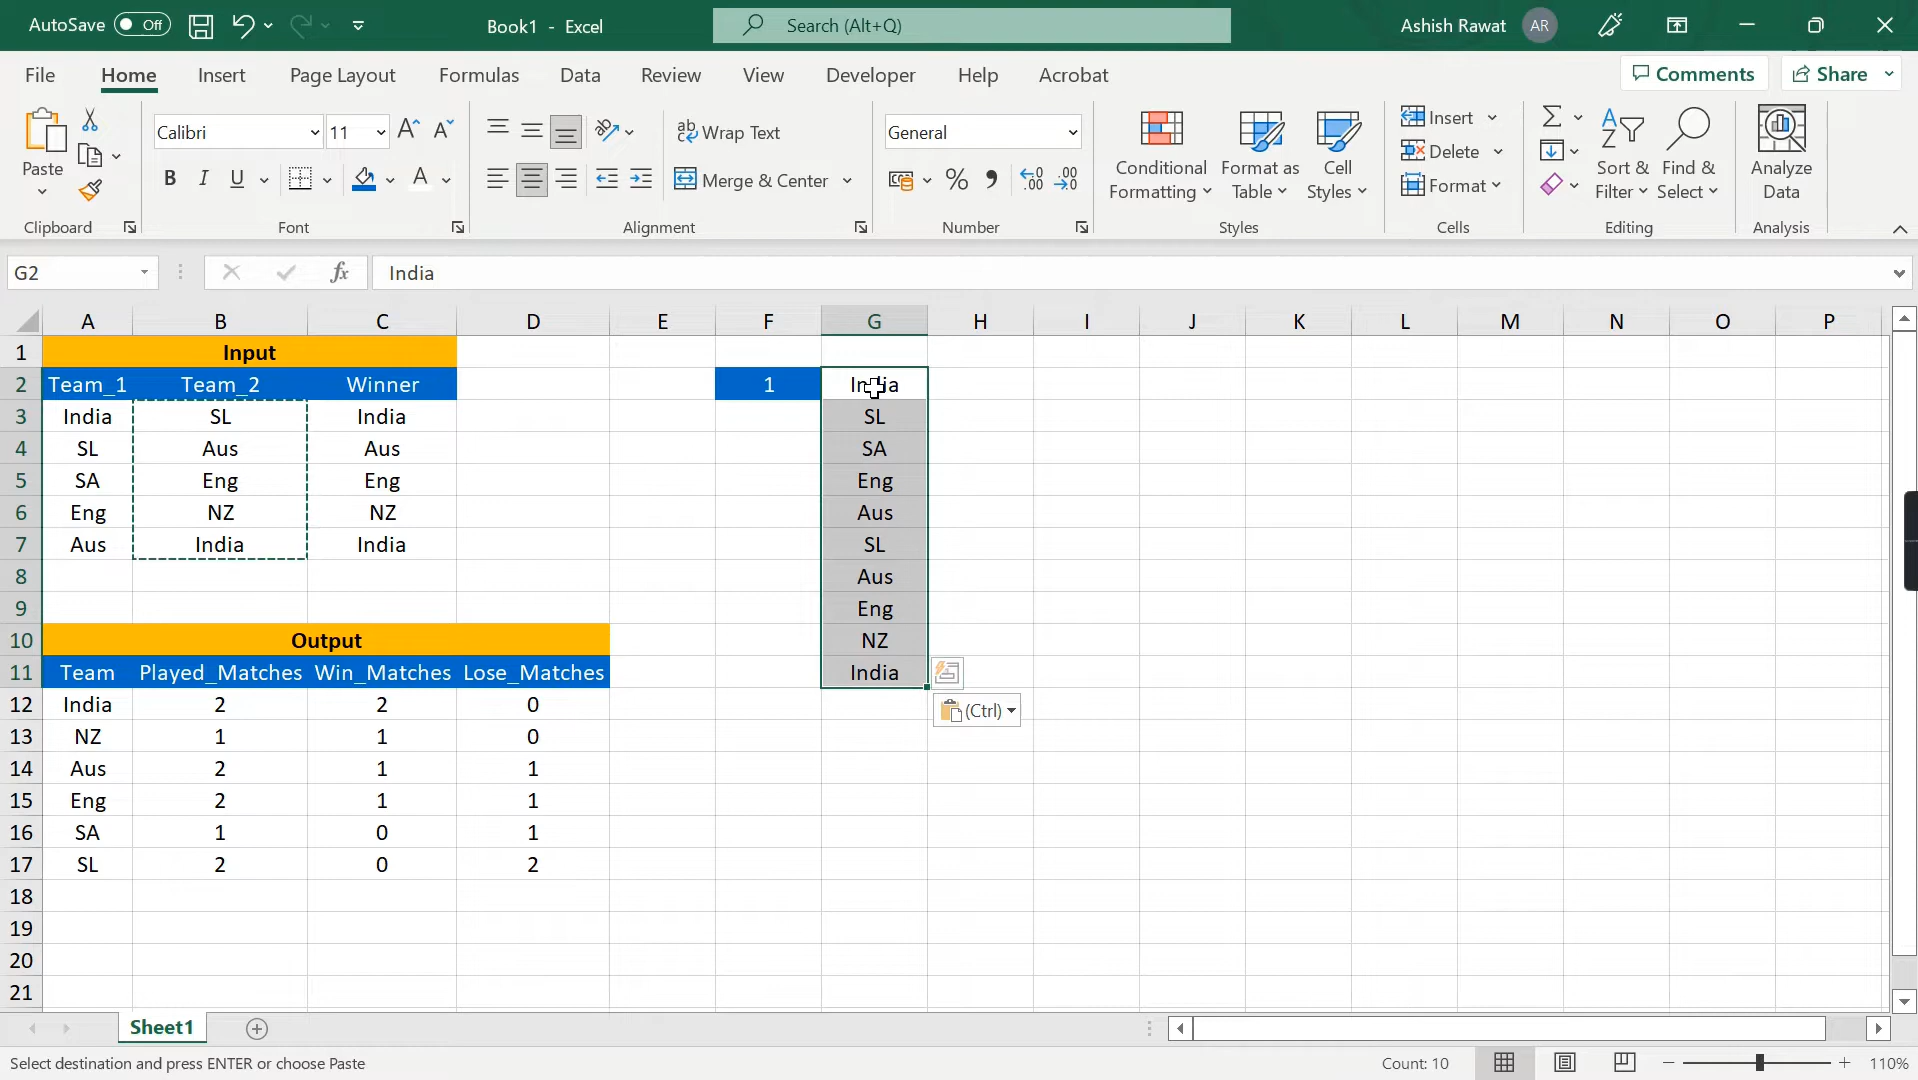 AutoSave Off Book1 - Excel Search (Alt+Q) Ashish Rawat AR
File Home Insert Page Layout Formulas Data Review View Developer Help Acrobat Comments Share
Paste
Clipboard
Calibri 11
B I U A
Font
ab Wrap Text
Merge & Center
Alignment
General
% 9 .00 .00
Number
Conditional Formatting
Format as Table
Cell Styles
Styles
Insert
Delete
Format
Cells
Sort & Filter
Find & Select
Editing
Analyze Data
Analysis
G2 fx India
A B C D E F G H I J K L M N O P
1 Input
2 Team_1 Team_2 Winner 1 India
3 India SL India SL
4 SL Aus Aus SA
5 SA Eng Eng Eng
6 Eng NZ NZ Aus
7 Aus India India SL
8 Aus
9 Eng
10 Output NZ
11 Team Played_Matches Win_Matches Lose_Matches India
12 India 2 2 0 (Ctrl)
13 NZ 1 1 0
14 Aus 2 1 1
15 Eng 2 1 1
16 SA 1 0 1
17 SL 2 0 2
18
19
20
21
Sheet1
Select destination and press ENTER or choose Paste Count: 10 110%